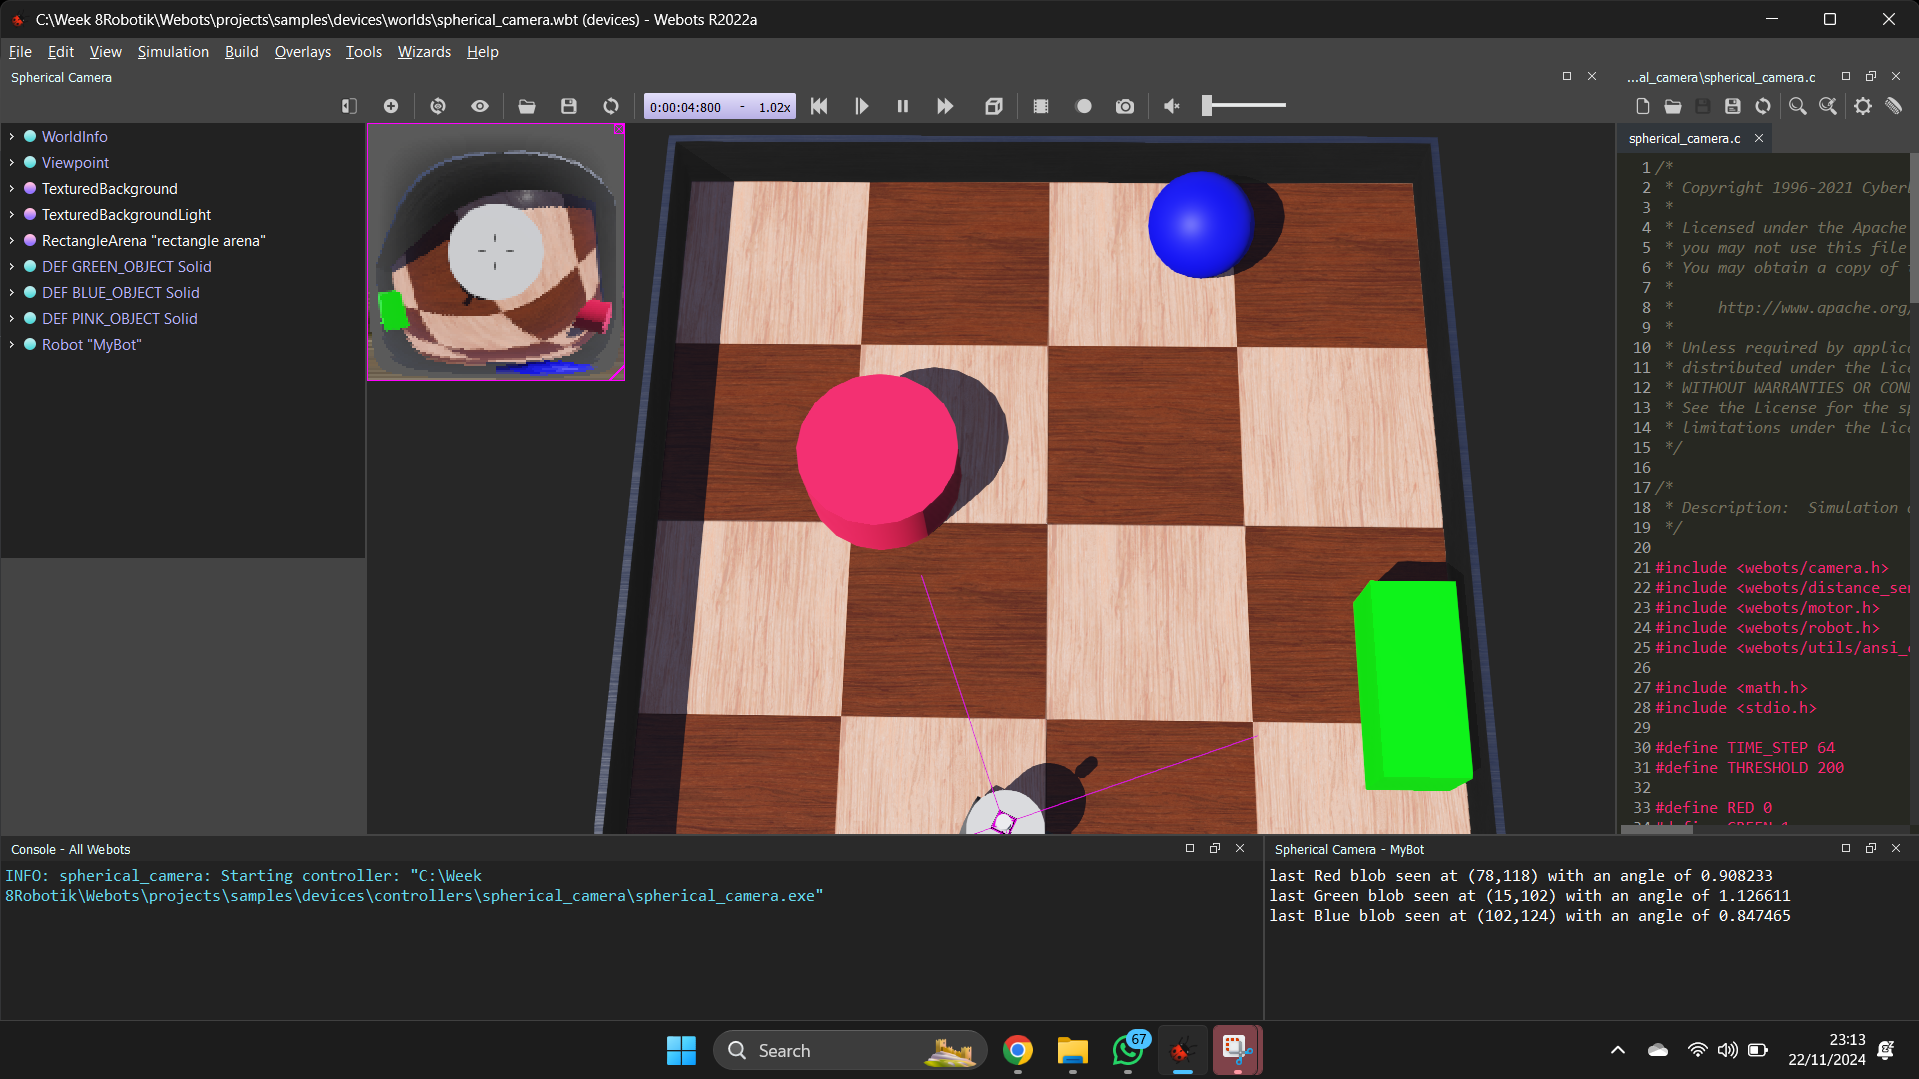 C:\Week 8Robotik\Webots\projects\samples\devices\worlds\spherical_camera.wbt (devices) - Webots R2022a
File Edit View Simulation Build Overlays Tools Wizards Help
Spherical Camera
...al_camera\spherical_camera.c
0:00:04:800 - 1.02x
WorldInfo
Viewpoint
TexturedBackground
TexturedBackgroundLight
RectangleArena "rectangle arena"
DEF GREEN_OBJECT Solid
DEF BLUE_OBJECT Solid
DEF PINK_OBJECT Solid
Robot "MyBot"
spherical_camera.c
1 /*
2 * Copyright 1996-2021 Cyber
3 *
4 * Licensed under the Apache
5 * you may not use this file
6 * You may obtain a copy of
7 *
8 * http://www.apache.org/
9 *
10 * Unless required by applic
11 * distributed under the Lice
12 * WITHOUT WARRANTIES OR CON
13 * See the License for the s
14 * limitations under the Lice
15 */
16
17 /*
18 * Description: Simulation
19 */
20
21 #include <webots/camera.h>
22 #include <webots/distance_se
23 #include <webots/motor.h>
24 #include <webots/robot.h>
25 #include <webots/utils/ansi_
26
27 #include <math.h>
28 #include <stdio.h>
29
30 #define TIME_STEP 64
31 #define THRESHOLD 200
32
33 #define RED 0
Console - All Webots
INFO: spherical_camera: Starting controller: "C:\Week
8Robotik\Webots\projects\samples\devices\controllers\spherical_camera\spherical_camera.exe"
Spherical Camera - MyBot
last Red blob seen at (78,118) with an angle of 0.908233
last Green blob seen at (15,102) with an angle of 1.126611
last Blue blob seen at (102,124) with an angle of 0.847465
Search
67
23:13
22/11/2024